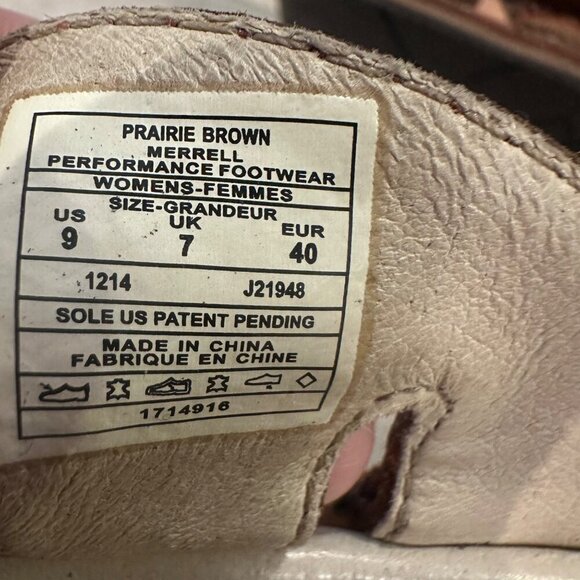 PRAIRIE BROWN
MERRELL
PERFORMANCE FOOTWEAR
WOMENS-FEMMES
SIZE-GRANDEUR
US UK EUR
9 7 40
1214 J21948
SOLE US PATENT PENDING
MADE IN CHINA
FABRIQUE EN CHINE
1714916